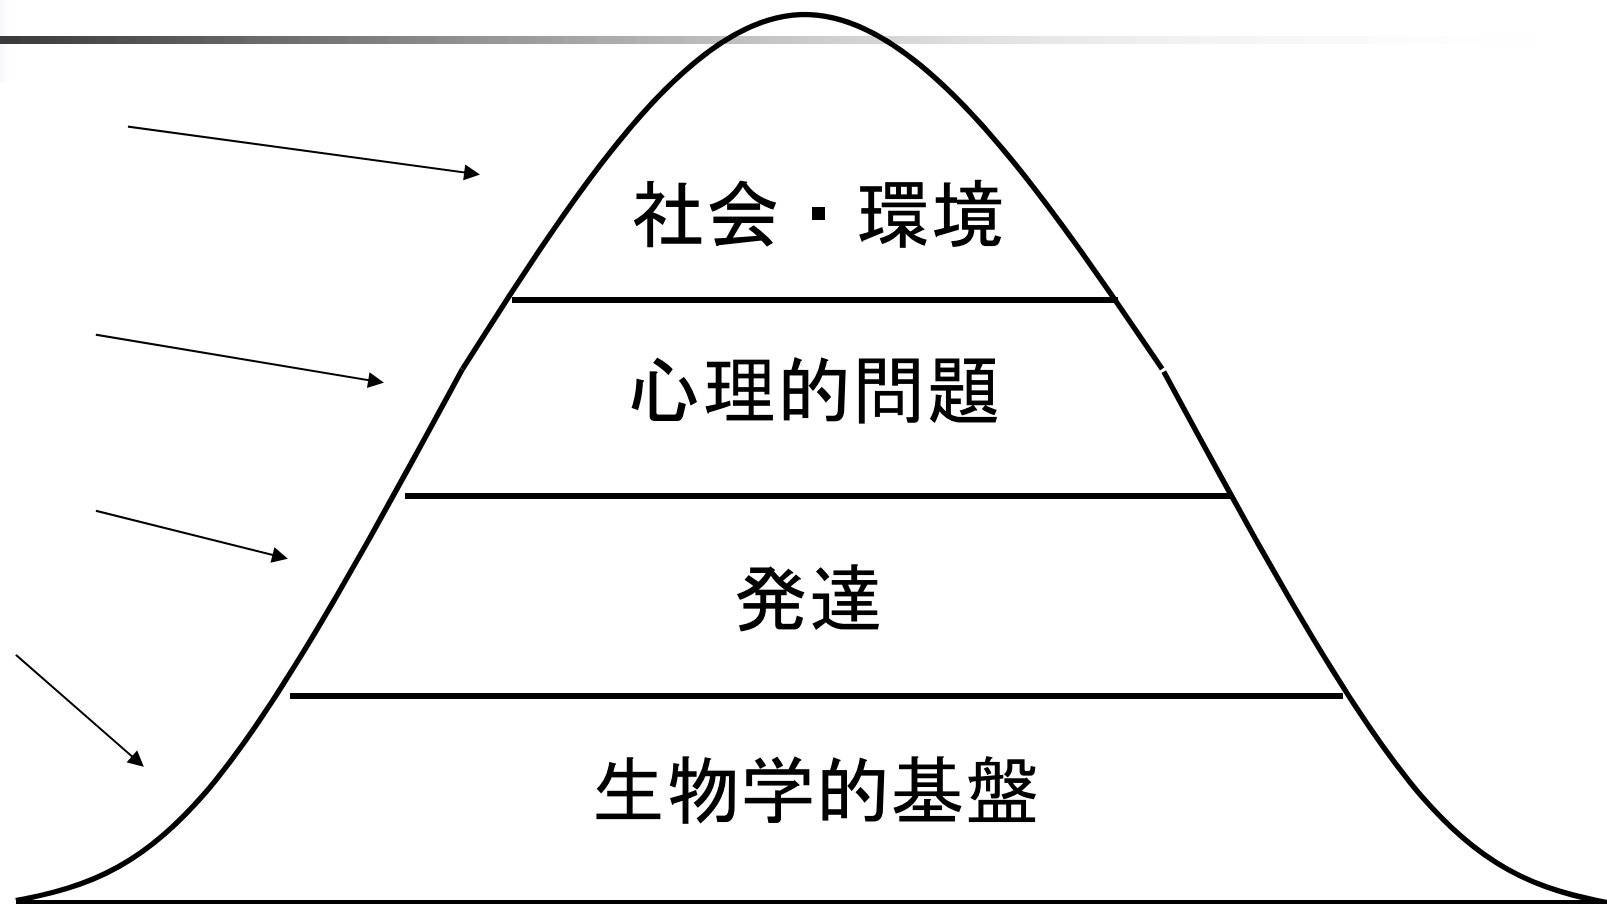 社会・環境
心理的問題
発達
生物学的基盤